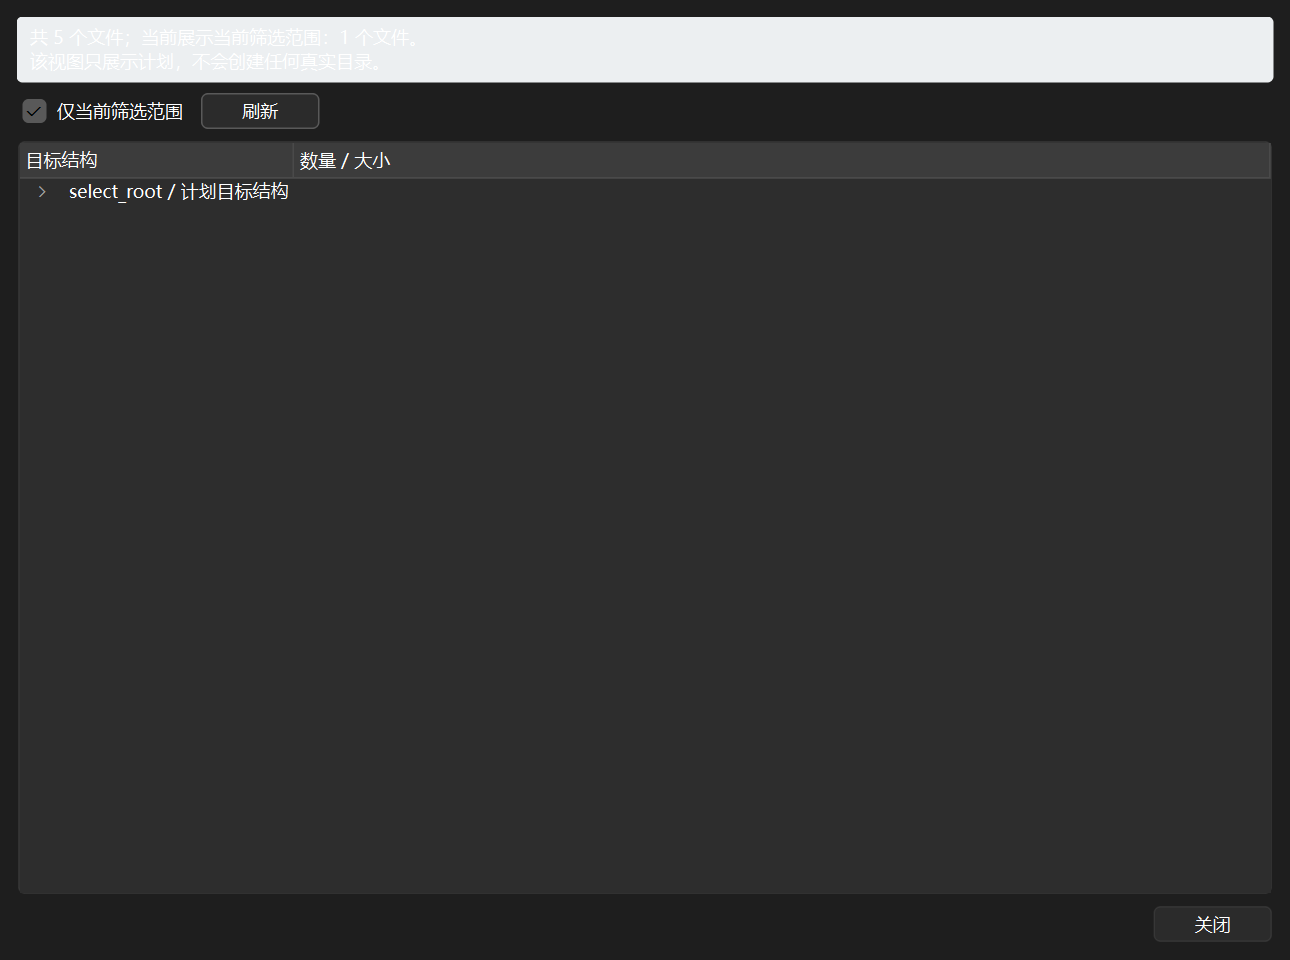 共 5 个文件；当前展示当前筛选范围：1 个文件。
该视图只展示计划，不会创建任何真实目录。
仅当前筛选范围
刷新
目标结构
数量 / 大小
select_root / 计划目标结构
关闭